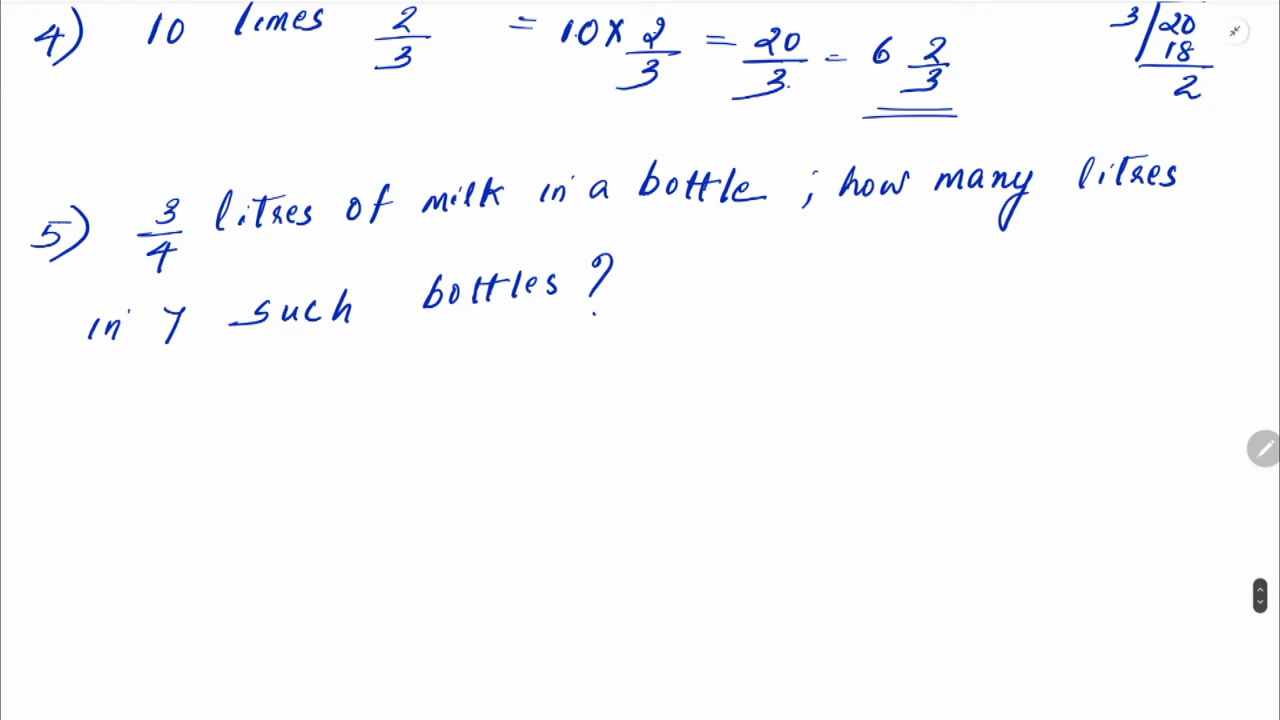 4) 10 times 2/3 = 10 × 2/3 = 20/3 = 6 2/3 3/20 18 2
5) 3/4 litres of milk in a bottle ; how many litres
in 7 such bottles ?